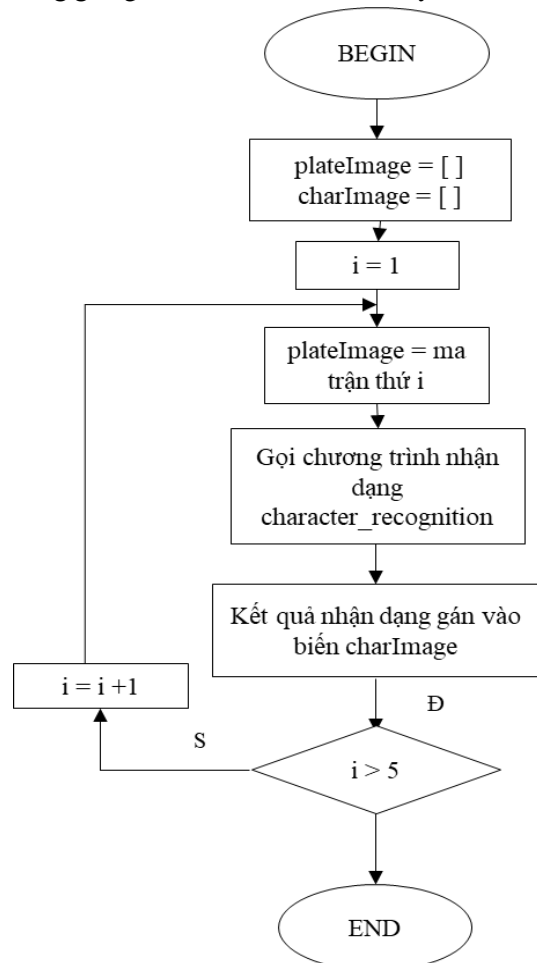 BEGIN
plateImage = [ ]
charImage = [ ]
i = 1
plateImage = ma
trận thứ i
Gọi chương trình nhận
dạng
character_recognition
Kết quả nhận dạng gán vào
biến charImage
i = i +1
Đ
S
i > 5
END